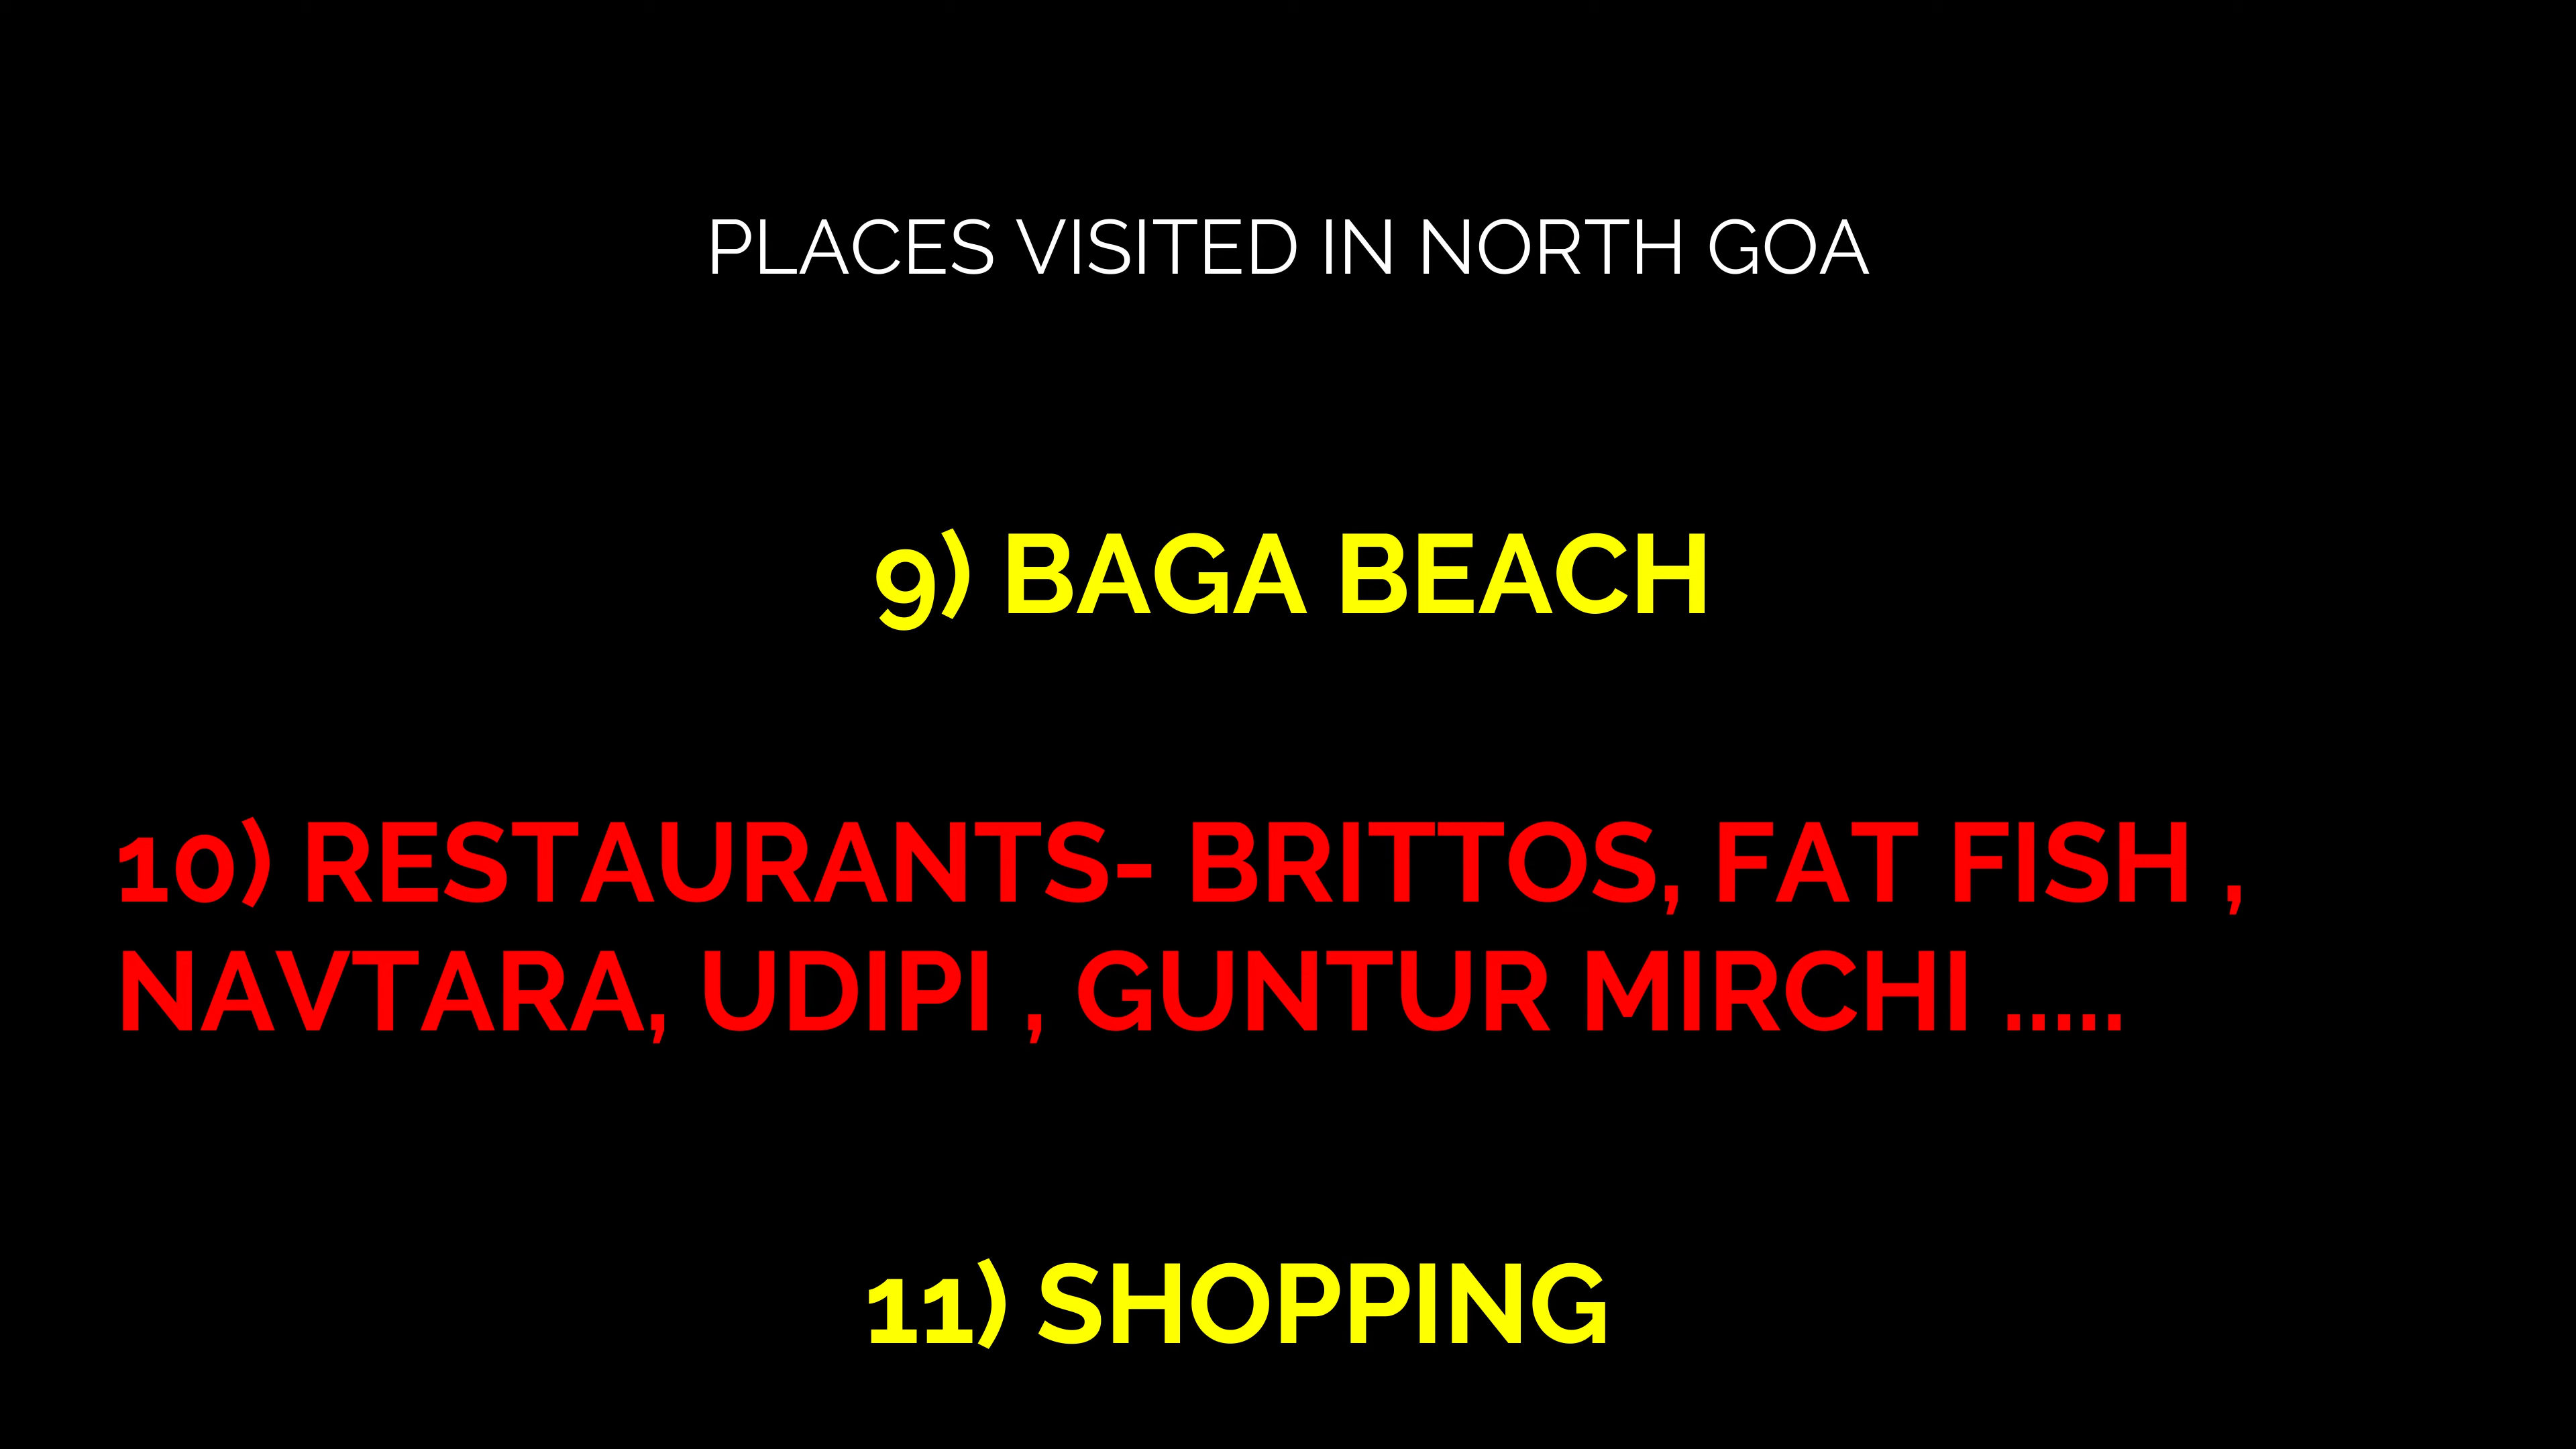 PLACES VISITED IN NORTH GOA
9) BAGA BEACH
10) RESTAURANTS- BRITTOS, FAT FISH ,
NAVTARA, UDIPI , GUNTUR MIRCHI .....
11) SHOPPING